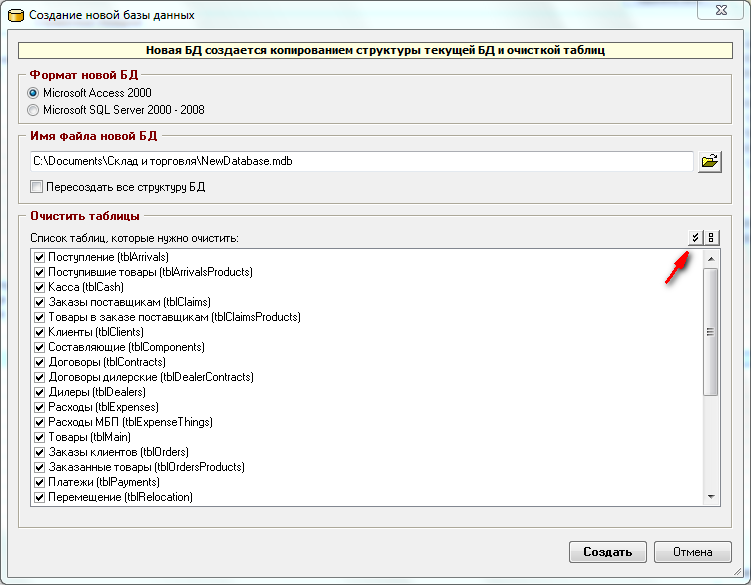 Создание новой базы данных
Новая БД создается копированием структуры текущей БД и очисткой таблиц
Формат новой БД
Microsoft Access 2000
Microsoft SQL Server 2000 - 2008
Имя файла новой БД
C:\Documents\Склад и торговля\NewDatabase.mdb
Пересоздать все структуру БД
Очистить таблицы
Список таблиц, которые нужно очистить:
Поступление (tblArrivals)
Поступившие товары (tblArrivalsProducts)
Касса (tblCash)
Заказы поставщикам (tblClaims)
Товары в заказе поставщикам (tblClaimsProducts)
Клиенты (tblClients)
Составляющие (tblComponents)
Договоры (tblContracts)
Договоры дилерские (tblDealerContracts)
Дилеры (tblDealers)
Расходы (tblExpenses)
Расходы МБП (tblExpenseThings)
Товары (tblMain)
Заказы клиентов (tblOrders)
Заказанные товары (tblOrdersProducts)
Платежи (tblPayments)
Перемещение (tblRelocation)
Создать
Отмена